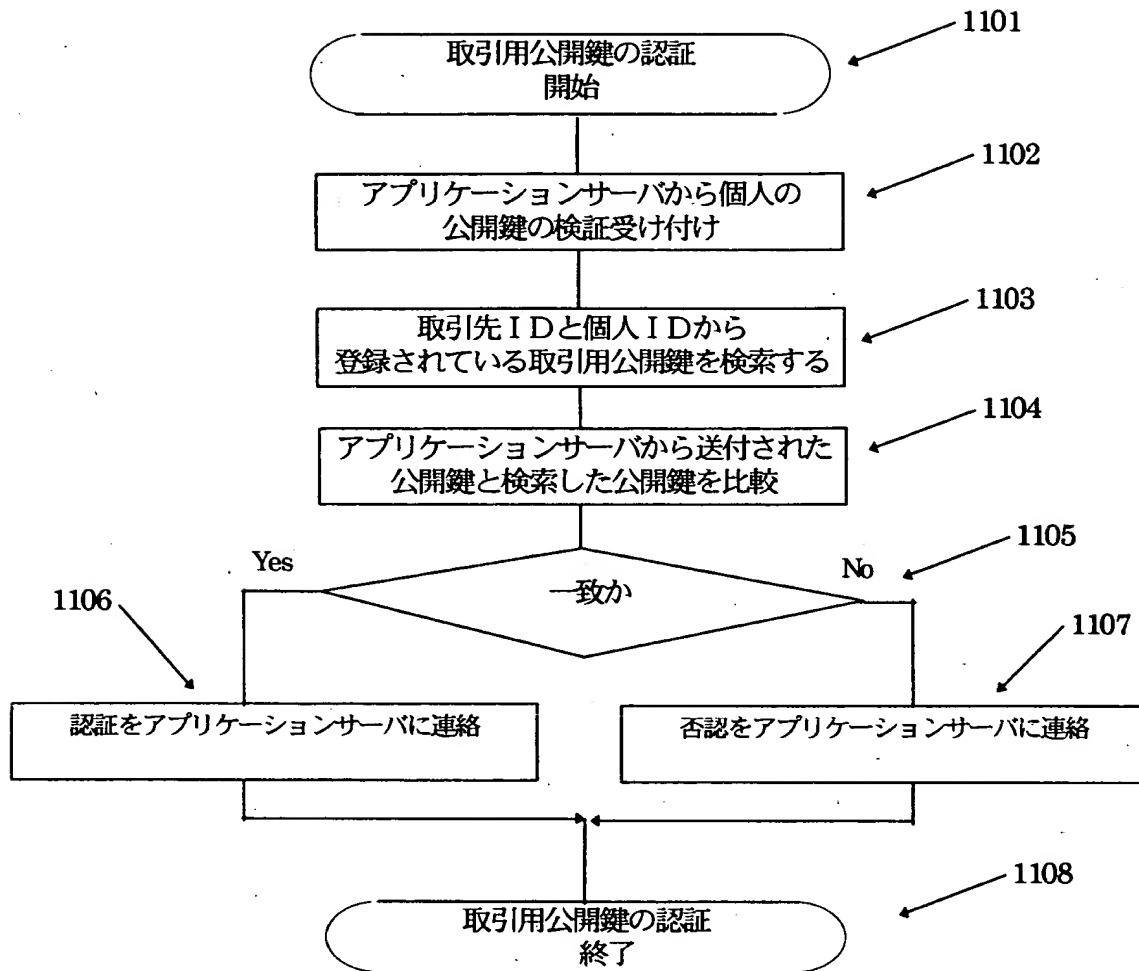 1101
取引用公開鍵の認証
開始
1102
アプリケーションサーバから個人の
公開鍵の検証受け付け
1103
取引先ＩＤと個人ＩＤから
登録されている取引用公開鍵を検索する
1104
アプリケーションサーバから送付された
公開鍵と検索した公開鍵を比較
1105
Yes
一致か
No
1106
1107
認証をアプリケーションサーバに連絡
否認をアプリケーションサーバに連絡
1108
取引用公開鍵の認証
終了